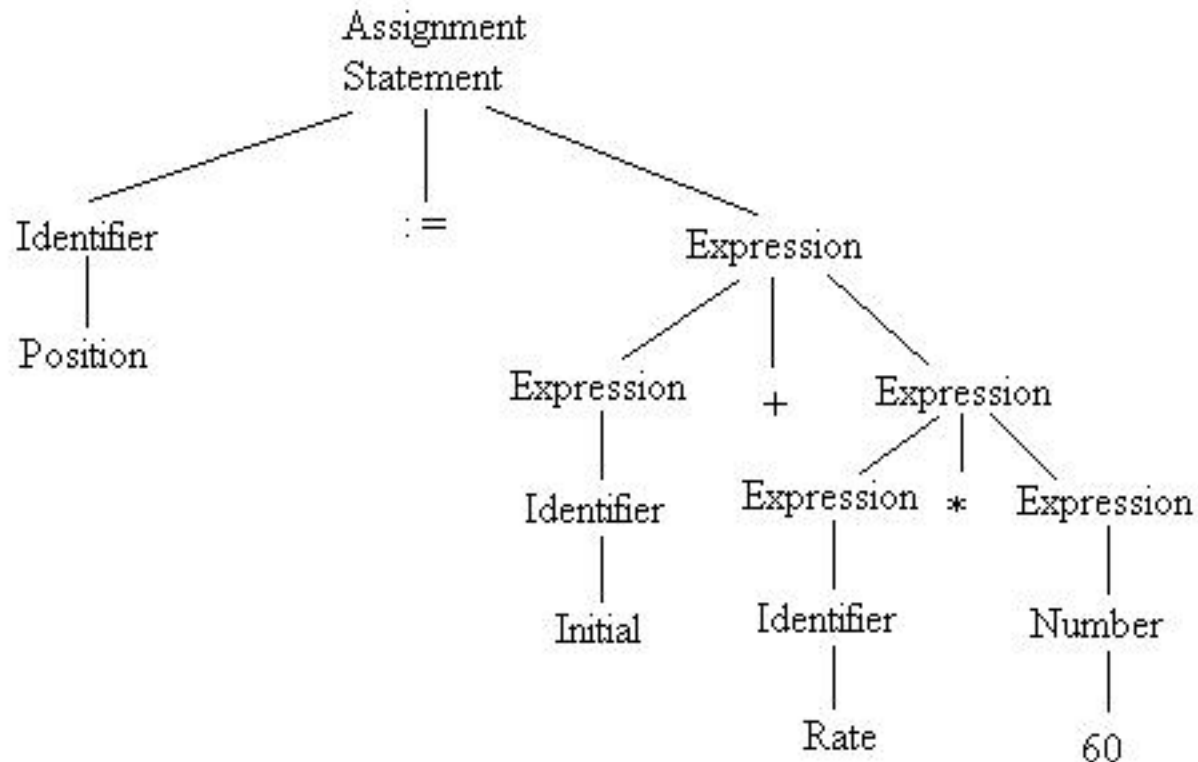 Assignment
Statement
Identifier
:=
Expression
Position
Expression
+
Expression
Identifier
Expression
*
Expression
Initial
Identifier
Number
Rate
60